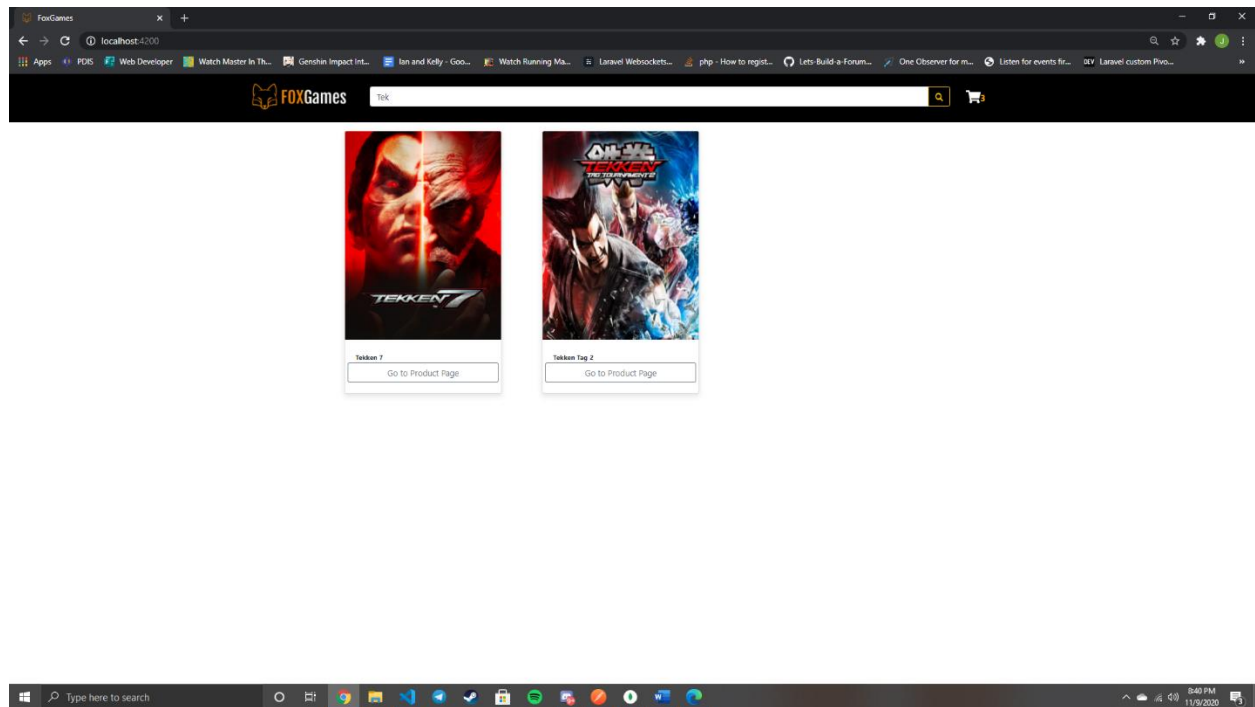 FoxGames
localhost:4200
Apps PDIS Web Developer Watch Master In Th... Genshin Impact Int... Ian and Kelly - Goo... Watch Running Ma... Laravel Websockets... php - How to regist... Lets-Build-a-Forum... One Observer for m... Listen for events fir... DEV Laravel custom Pivo...
FOXGames Tek 3
TEKKEN 7
TEKKEN
TAG TOURNAMENT 2
Tekken 7 Tekken Tag 2
Go to Product Page Go to Product Page
Type here to search
8:40 PM
11/9/2020